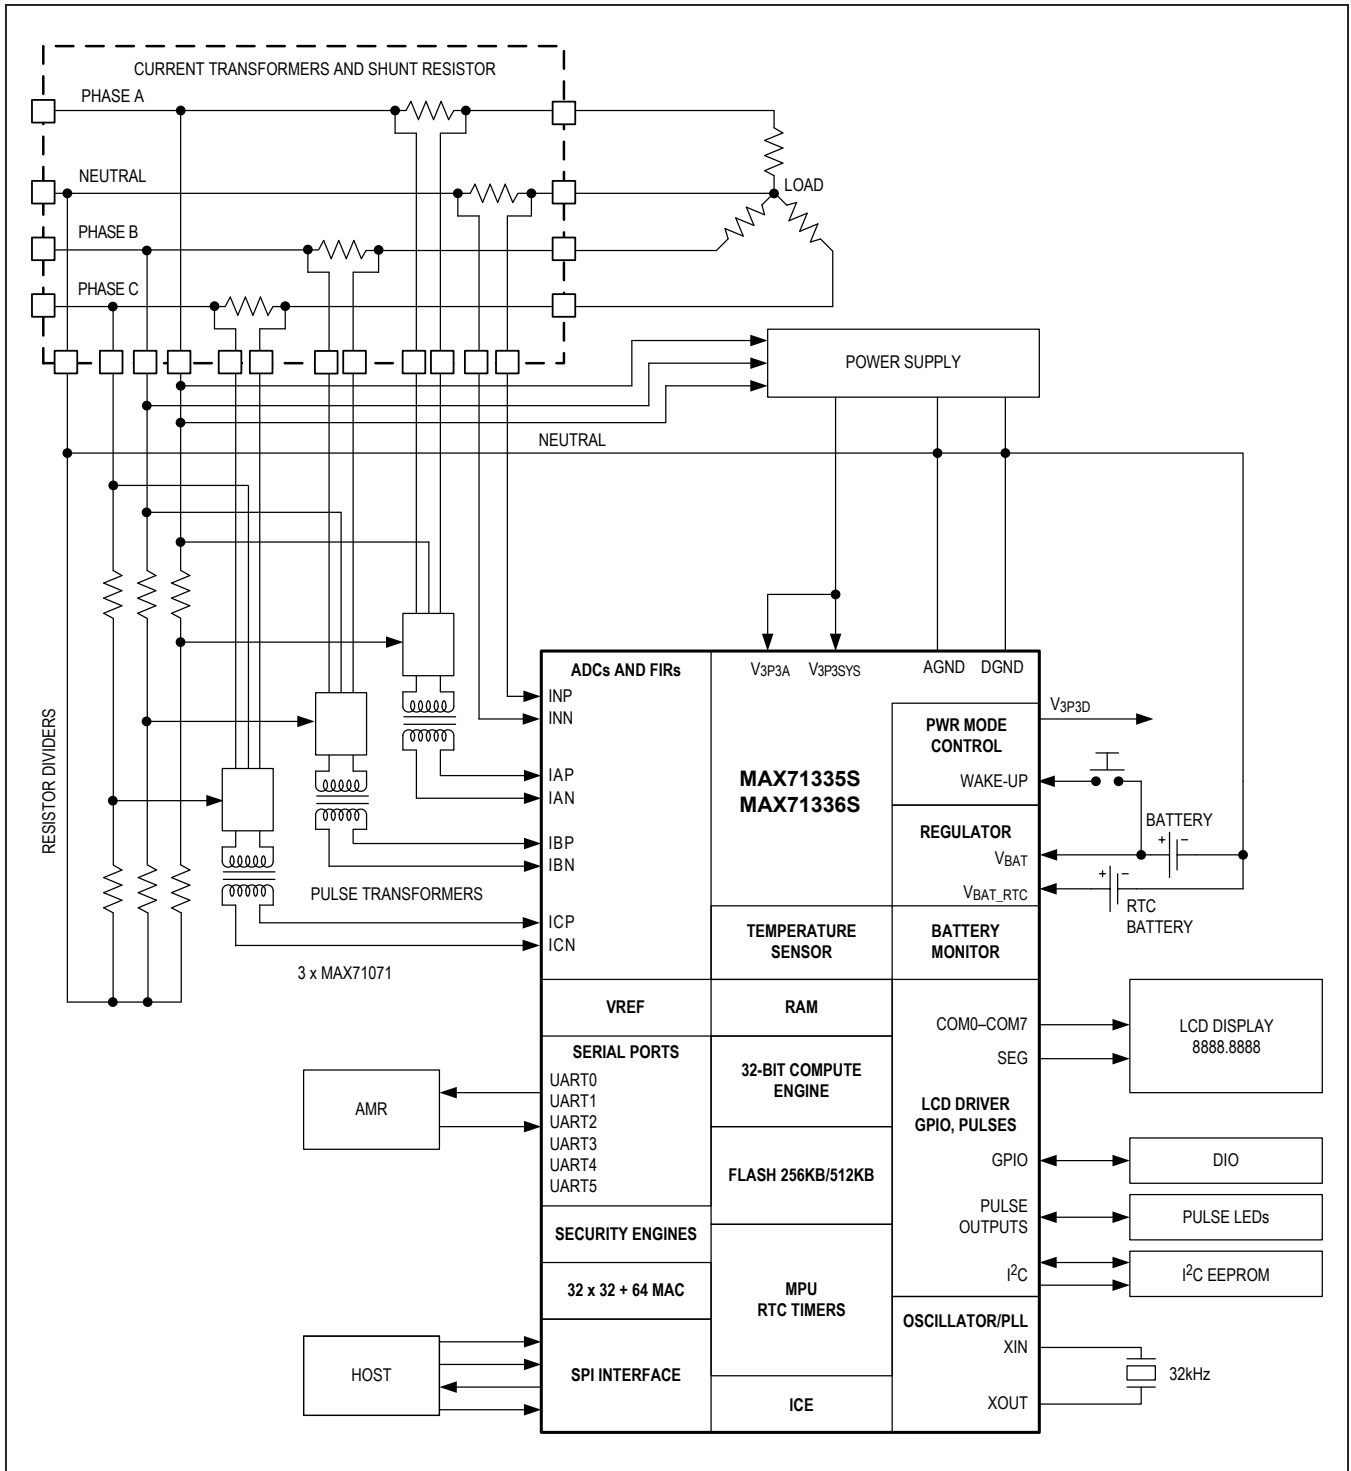 CURRENT TRANSFORMERS AND SHUNT RESISTOR
PHASE A
NEUTRAL
LOAD
PHASE B
PHASE C
POWER SUPPLY
NEUTRAL
RESISTOR DIVIDERS
PULSE TRANSFORMERS
3 x MAX71071
ADCs AND FIRs
INP
INN
IAP
IAN
IBP
IBN
ICP
ICN
V3P3A
V3P3SYS
AGND
DGND
MAX71335S
MAX71336S
PWR MODE
CONTROL
WAKE-UP
V3P3D
REGULATOR
VBAT
VBAT_RTC
BATTERY
+
-
+
-
RTC
BATTERY
TEMPERATURE
SENSOR
BATTERY
MONITOR
VREF
RAM
SERIAL PORTS
UART0
UART1
UART2
UART3
UART4
UART5
AMR
32-BIT COMPUTE
ENGINE
COM0–COM7
SEG
LCD DRIVER
GPIO, PULSES
GPIO
PULSE
OUTPUTS
I2C
LCD DISPLAY
8888.8888
DIO
PULSE LEDs
I2C EEPROM
FLASH 256KB/512KB
SECURITY ENGINES
32 x 32 + 64 MAC
MPU
RTC TIMERS
OSCILLATOR/PLL
XIN
XOUT
32kHz
HOST
SPI INTERFACE
ICE